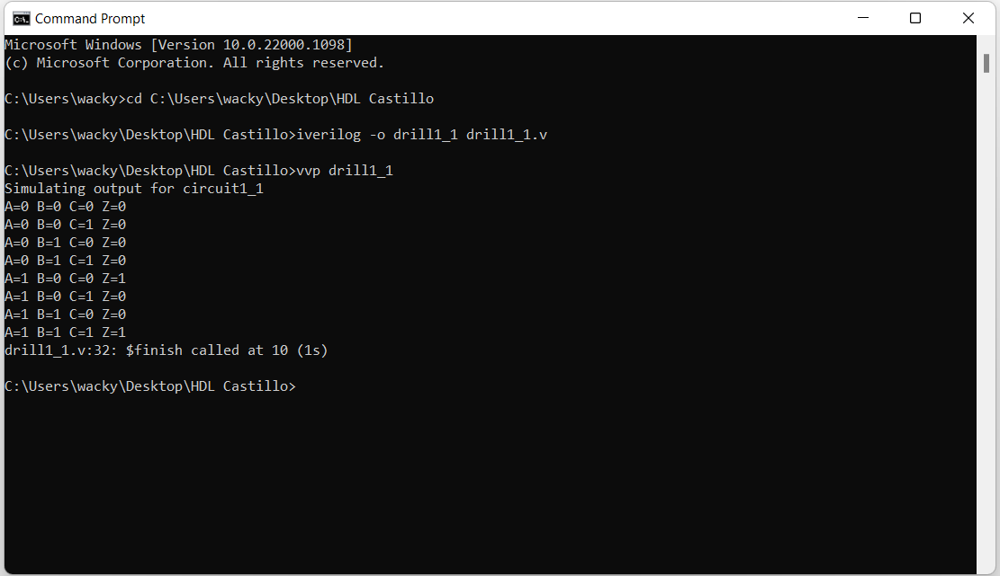 Command Prompt
Microsoft Windows [Version 10.0.22000.1098]
(c) Microsoft Corporation. All rights reserved.
C:\Users\wacky>cd C:\Users\wacky\Desktop\HDL Castillo
C:\Users\wacky\Desktop\HDL Castillo>iverilog -o drill1_1 drill1_1.v
C:\Users\wacky\Desktop\HDL Castillo>vvp drill1_1
Simulating output for circuit1_1
A=0 B=0 C=0 Z=0
A=0 B=0 C=1 Z=0
A=0 B=1 C=0 Z=0
A=0 B=1 C=1 Z=0
A=1 B=0 C=0 Z=1
A=1 B=0 C=1 Z=0
A=1 B=1 C=0 Z=0
A=1 B=1 C=1 Z=1
drill1_1.v:32: $finish called at 10 (1s)
C:\Users\wacky\Desktop\HDL Castillo>